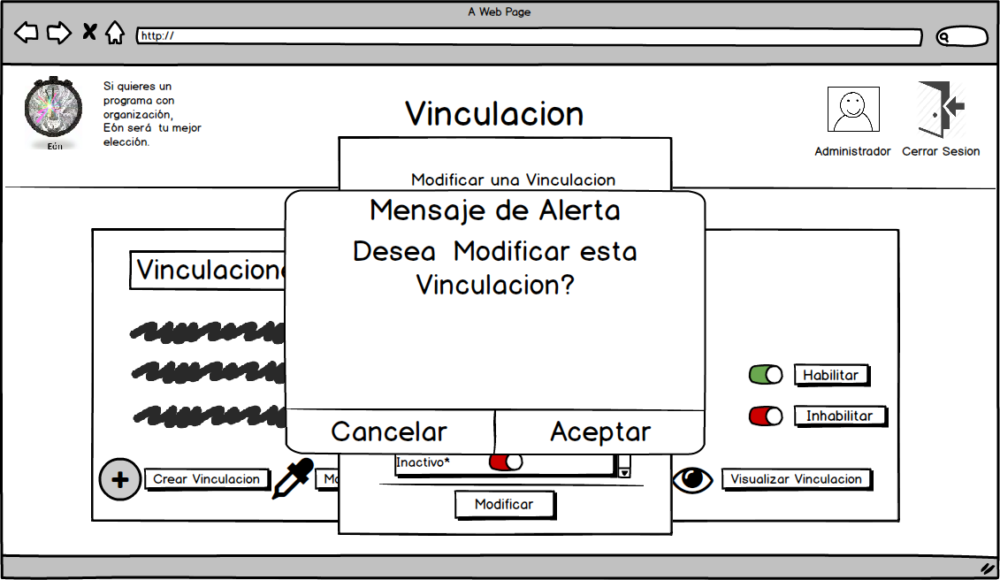 A Web Page
http://
Si quieres un
programa con
organización,
Eón será tu mejor
elección.
Eón
Vinculacion
Administrador
Cerrar Sesion
Modificar una Vinculacion
Mensaje de Alerta
Desea Modificar esta
Vinculacion?
Habilitar
Inhabilitar
Cancelar
Aceptar
Inactivo*
Crear Vinculacion
Visualizar Vinculacion
Modificar